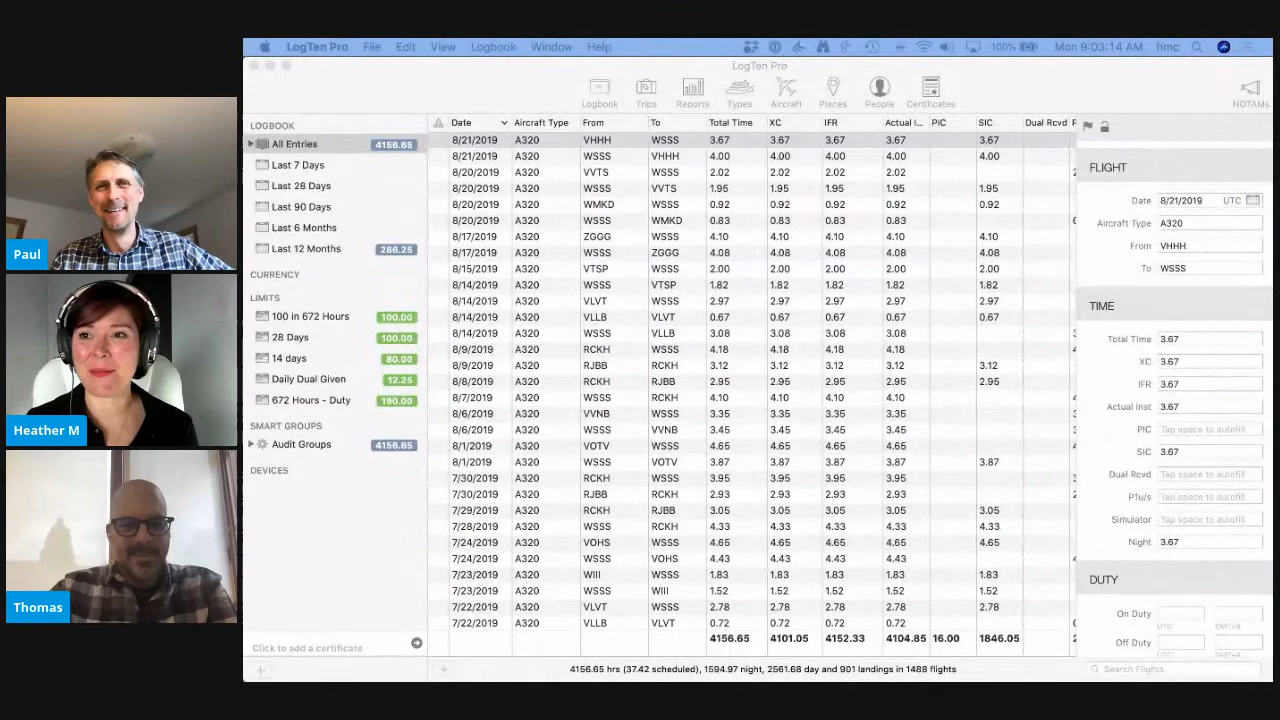 Paul
Heather M
Thomas
LogTen Pro File Edit View Logbook Window Help 100% Mon 9:03:14 AM hmc
LogTen Pro
Logbook Trips Reports Types Aircraft Places People Certificates NOTAMs
LOGBOOK
All Entries 4156.65
Last 7 Days
Last 28 Days
Last 90 Days
Last 6 Months
Last 12 Months 286.25
CURRENCY
LIMITS
100 in 672 Hours 100.00
28 Days 100.00
14 days 80.00
Daily Dual Given 12.25
672 Hours - Duty 190.00
SMART GROUPS
Audit Groups 4156.65
DEVICES
Click to add a certificate
Date Aircraft Type From To Total Time XC IFR Actual I... PIC SIC Dual Rcvd
8/21/2019 A320 VHHH WSSS 3.67 3.67 3.67 3.67 3.67
8/21/2019 A320 WSSS VHHH 4.00 4.00 4.00 4.00 4.00
8/20/2019 A320 VVTS WSSS 2.02 2.02 2.02 2.02
8/20/2019 A320 WSSS VVTS 1.95 1.95 1.95 1.95 1.95
8/20/2019 A320 WMKD WSSS 0.92 0.92 0.92 0.92 0.92
8/20/2019 A320 WSSS WMKD 0.83 0.83 0.83 0.83
8/17/2019 A320 ZGGG WSSS 4.10 4.10 4.10 4.10 4.10
8/17/2019 A320 WSSS ZGGG 4.08 4.08 4.08 4.08 4.08
8/15/2019 A320 VTSP WSSS 2.00 2.00 2.00 2.00 2.00
8/14/2019 A320 WSSS VTSP 1.82 1.82 1.82 1.82 1.82
8/14/2019 A320 VLVT WSSS 2.97 2.97 2.97 2.97 2.97
8/14/2019 A320 VLLB VLVT 0.67 0.67 0.67 0.67 0.67
8/14/2019 A320 WSSS VLLB 3.08 3.08 3.08 3.08
8/9/2019 A320 RCKH WSSS 4.18 4.18 4.18 4.18
8/9/2019 A320 RJBB RCKH 3.12 3.12 3.12 3.12 3.12
8/8/2019 A320 RCKH RJBB 2.95 2.95 2.95 2.95 2.95
8/7/2019 A320 WSSS RCKH 4.10 4.10 4.10 4.10
8/6/2019 A320 VVNB WSSS 3.35 3.35 3.35 3.35
8/6/2019 A320 WSSS VVNB 3.45 3.45 3.45 3.45
8/1/2019 A320 VOTV WSSS 4.65 4.65 4.65 4.65
8/1/2019 A320 WSSS VOTV 3.87 3.87 3.87 3.87 3.87
7/30/2019 A320 RCKH WSSS 3.95 3.95 3.95 3.95
7/30/2019 A320 RJBB RCKH 2.93 2.93 2.93 2.93
7/29/2019 A320 RCKH RJBB 3.05 3.05 3.05 3.05 3.05
7/28/2019 A320 WSSS RCKH 4.33 4.33 4.33 4.33 4.33
7/24/2019 A320 VOHS WSSS 4.65 4.65 4.65 4.65 4.65
7/24/2019 A320 WSSS VOHS 4.43 4.43 4.43 4.43
7/23/2019 A320 WIII WSSS 1.83 1.83 1.83 1.83 1.83
7/23/2019 A320 WSSS WIII 1.52 1.52 1.52 1.52 1.52
7/22/2019 A320 VLVT WSSS 2.78 2.78 2.78 2.78 2.78
7/22/2019 A320 VLLB VLVT 0.72 0.72 0.72 0.72
4156.65 4101.05 4152.33 4104.85 16.00 1846.05
4156.65 hrs (37.42 scheduled), 1594.97 night, 2561.68 day and 901 landings in 1488 flights
FLIGHT
Date 8/21/2019 UTC
Aircraft Type A320
From VHHH
To WSSS
TIME
Total Time 3.67
XC 3.67
IFR 3.67
Actual Inst 3.67
PIC Tap space to autofill
SIC 3.67
Dual Rcvd Tap space to autofill
P1u/s Tap space to autofill
Simulator Tap space to autofill
Night 3.67
DUTY
On Duty
Off Duty
Search Flights